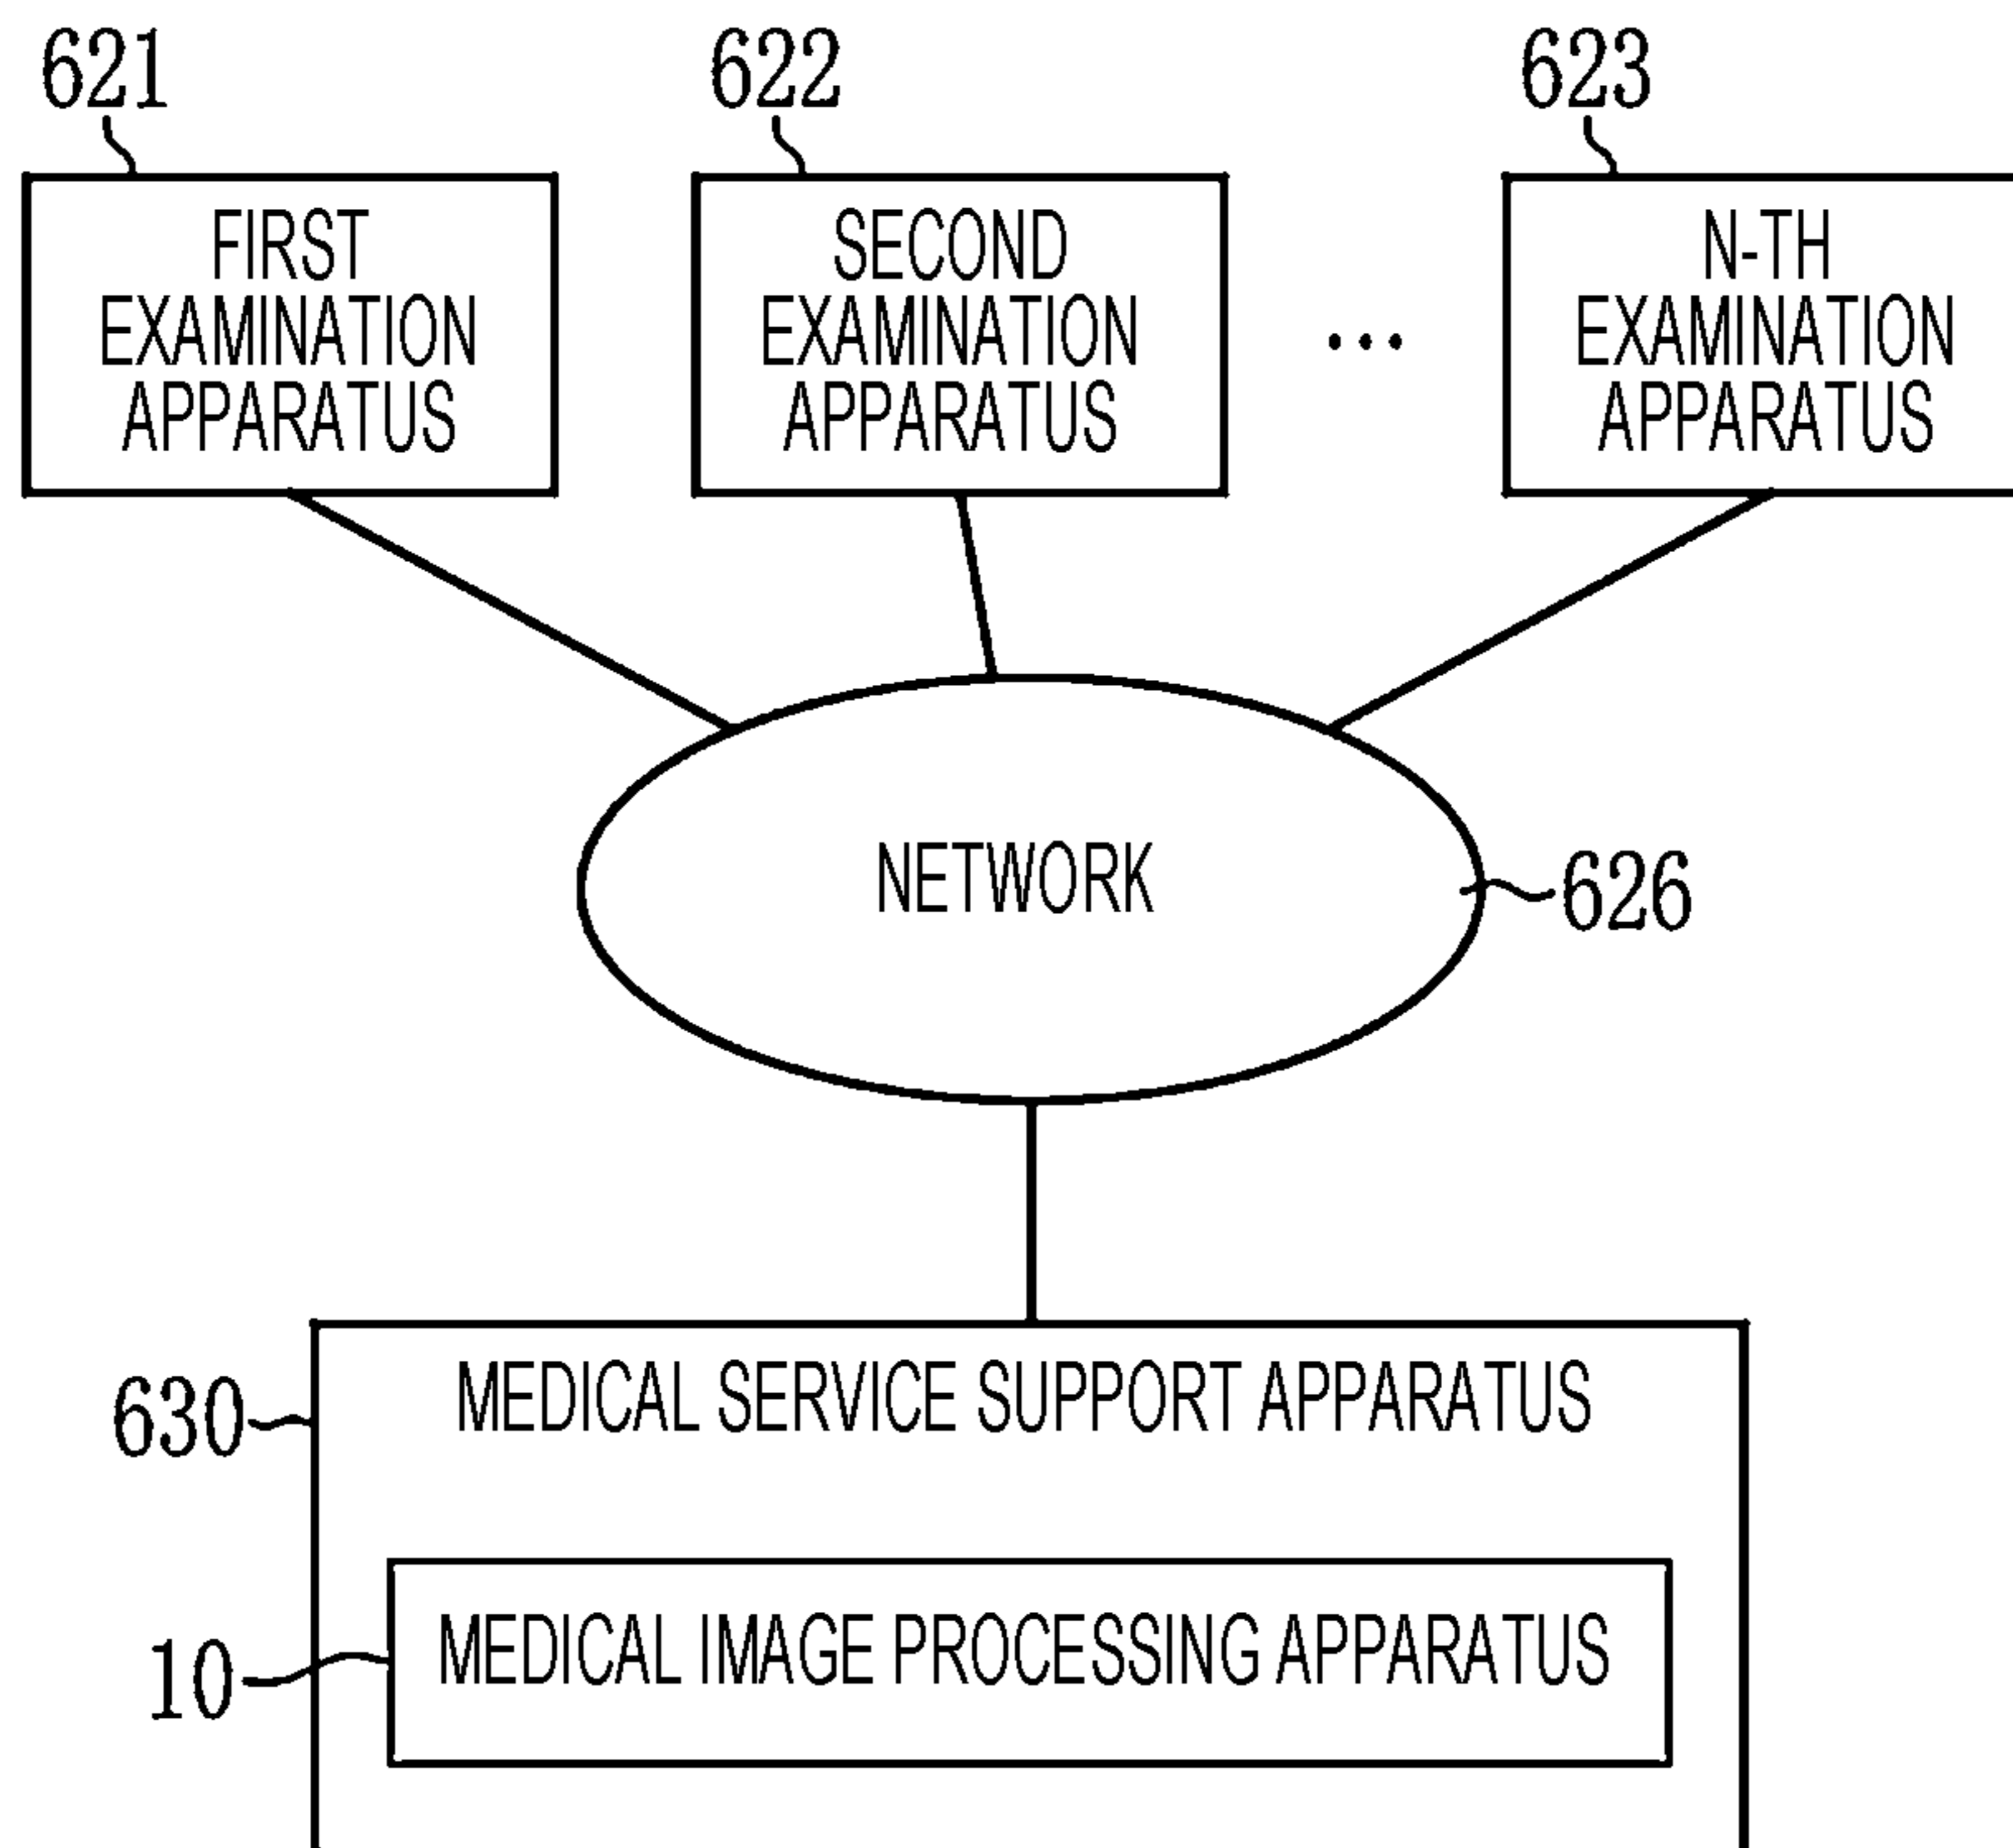 621
622
623
FIRST
EXAMINATION
APPARATUS
SECOND
EXAMINATION
APPARATUS
...
N-TH
EXAMINATION
APPARATUS
NETWORK
626
630
MEDICAL SERVICE SUPPORT APPARATUS
10
MEDICAL IMAGE PROCESSING APPARATUS